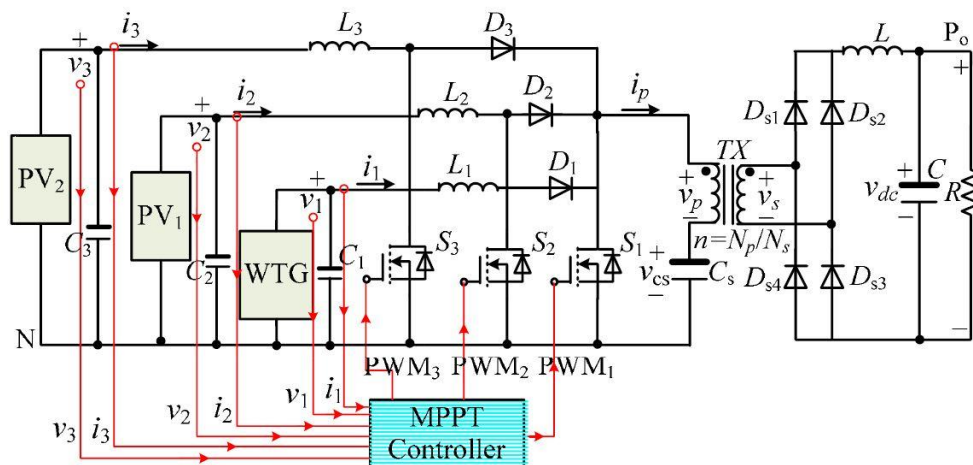 i₃ L₃ D₃ L Pₒ
+ v₃ + +
i₂ L₂ D₂ iₚ
+ v₂ Dₛ₁ Dₛ₂
PV₂ PV₁ i₁ L₁ D₁ TX
+ v₁ + vₚ − + vₛ − + v_dc − C R
C₃ C₂ WTG C₁ S₃ S₂ S₁ n=Nₚ/Nₛ
+ v_cs − Cₛ Dₛ₄ Dₛ₃
N −
PWM₃ PWM₂ PWM₁
v₃ i₃ v₂ i₂ v₁ i₁
MPPT
Controller